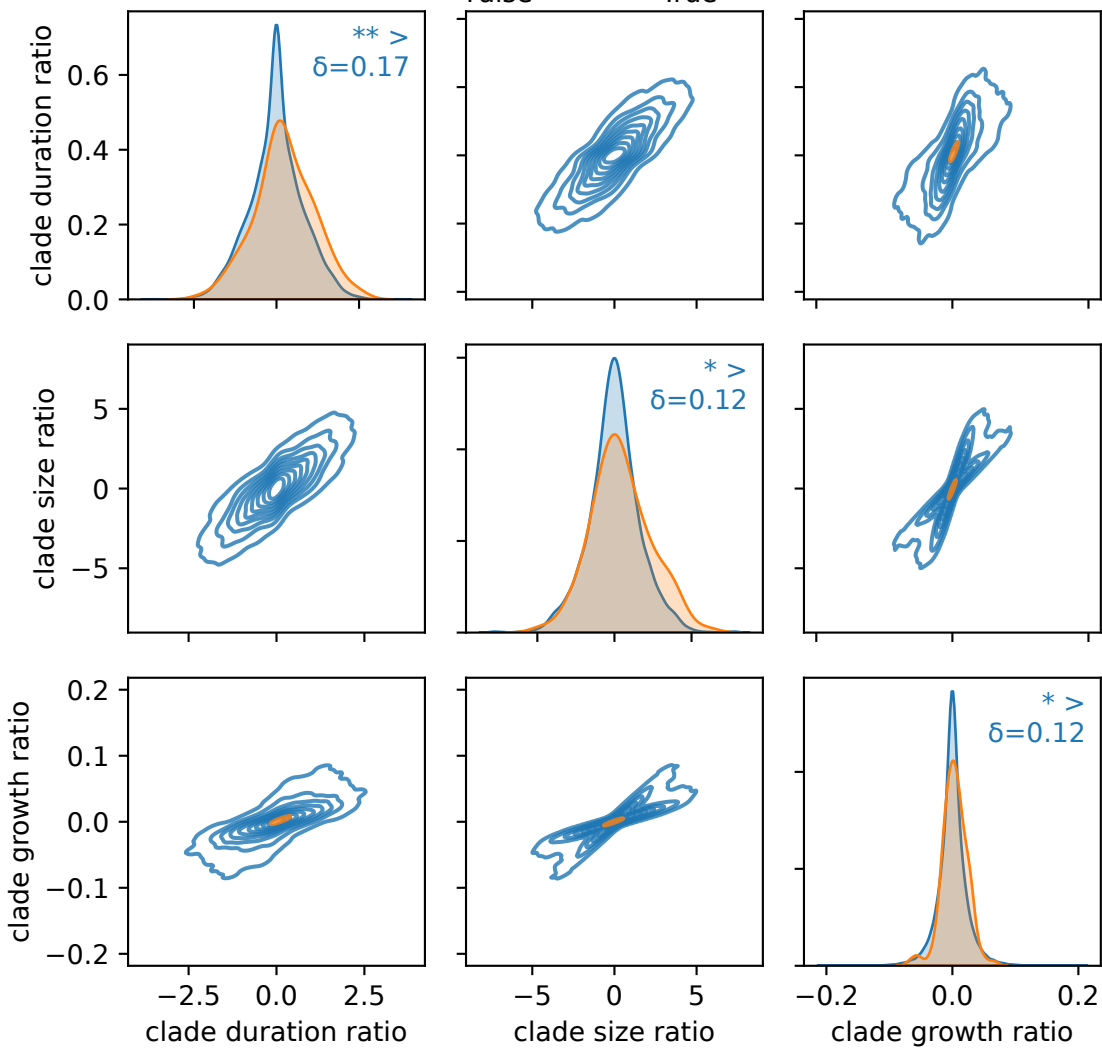 False True
clade duration ratio
0.6
0.4
0.2
0.0
** >
δ=0.17
clade size ratio
5
0
−5
* >
δ=0.12
clade growth ratio
0.2
0.1
0.0
−0.1
−0.2
* >
δ=0.12
−2.5 0.0 2.5
−5 0 5
−0.2 0.0 0.2
clade duration ratio
clade size ratio
clade growth ratio